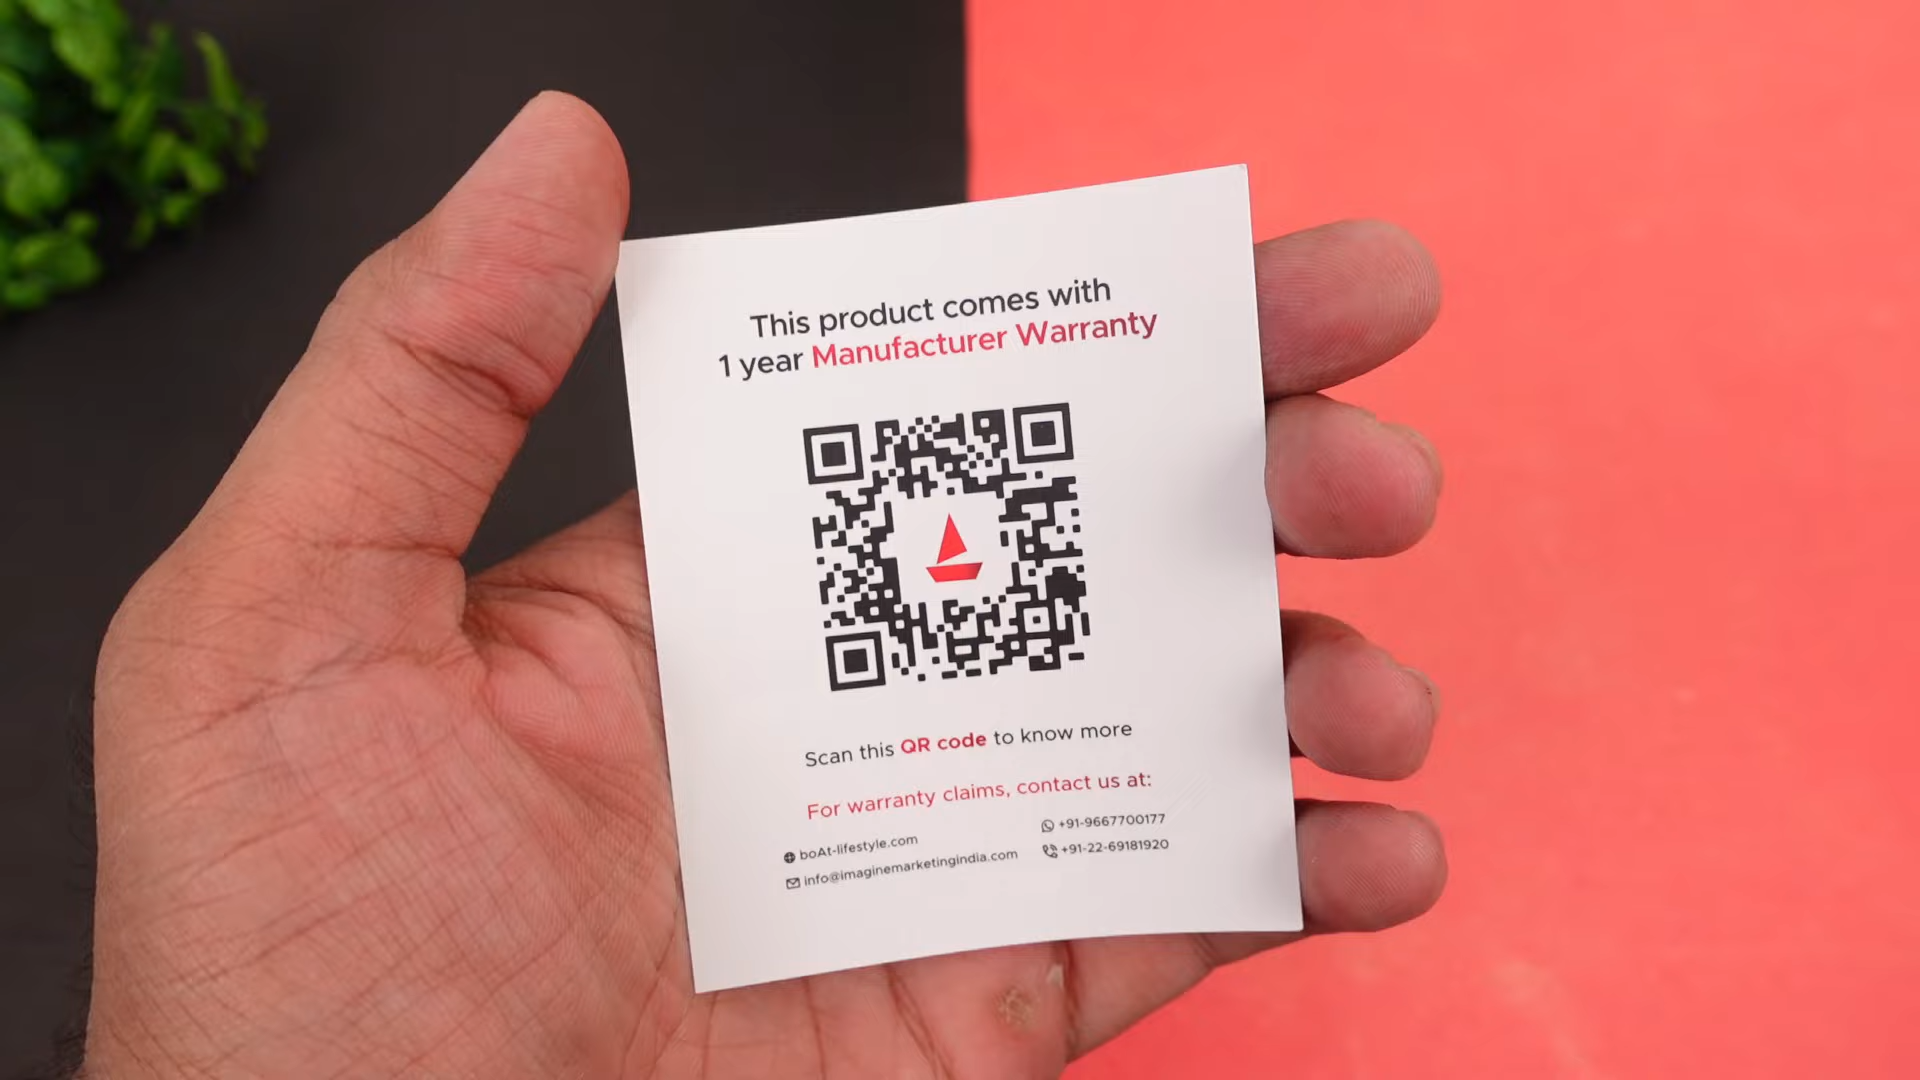 This product comes with
1 year Manufacturer Warranty
Scan this QR code to know more
For warranty claims, contact us at:
boAt-lifestyle.com
+91-9667700177
info@imaginemarketingindia.com
+91-22-69181920